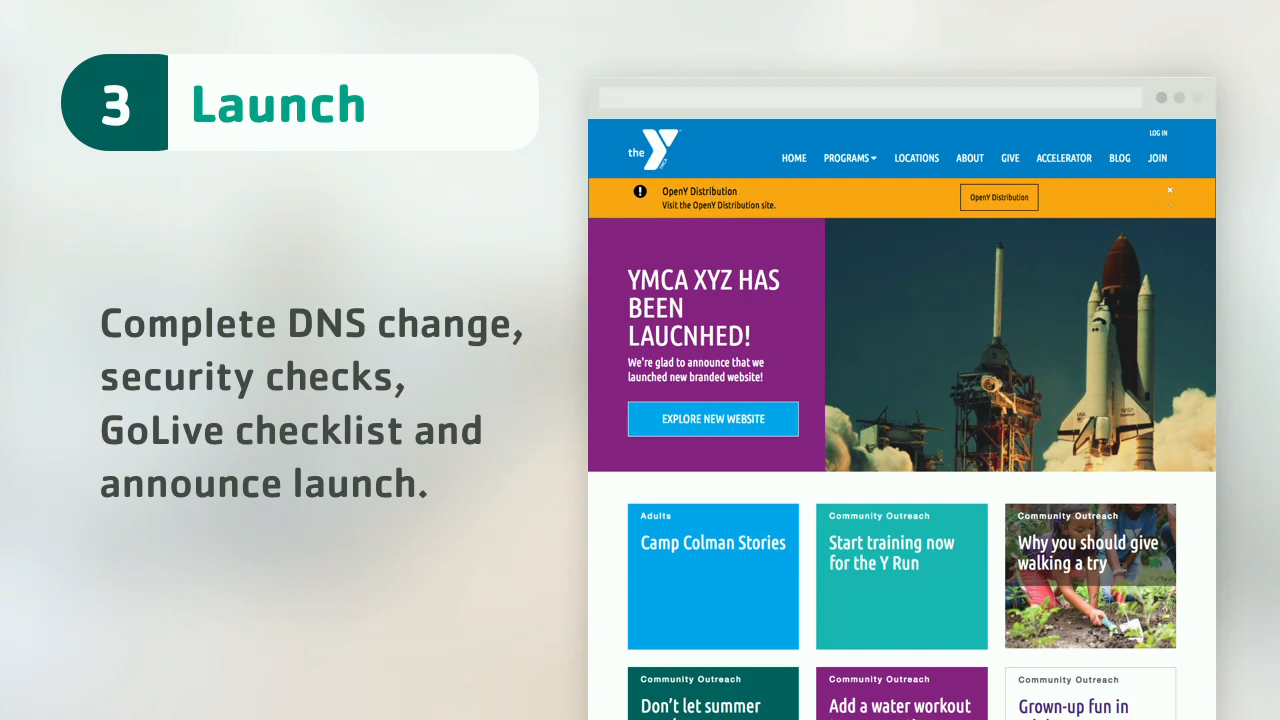 3 Launch
Complete DNS change,
security checks,
GoLive checklist and
announce launch.
LOG IN
the Y
YMCA
HOME PROGRAMS LOCATIONS ABOUT GIVE ACCELERATOR BLOG JOIN
OpenY Distribution
Visit the OpenY Distribution site.
OpenY Distribution
YMCA XYZ HAS
BEEN
LAUCNHED!
We're glad to announce that we
launched new branded website!
EXPLORE NEW WEBSITE
USA
NASA
Challenger
Adults
Camp Colman Stories
Community Outreach
Start training now
for the Y Run
Community Outreach
Why you should give
walking a try
Community Outreach
Don't let summer
Community Outreach
Add a water workout
Community Outreach
Grown-up fun in